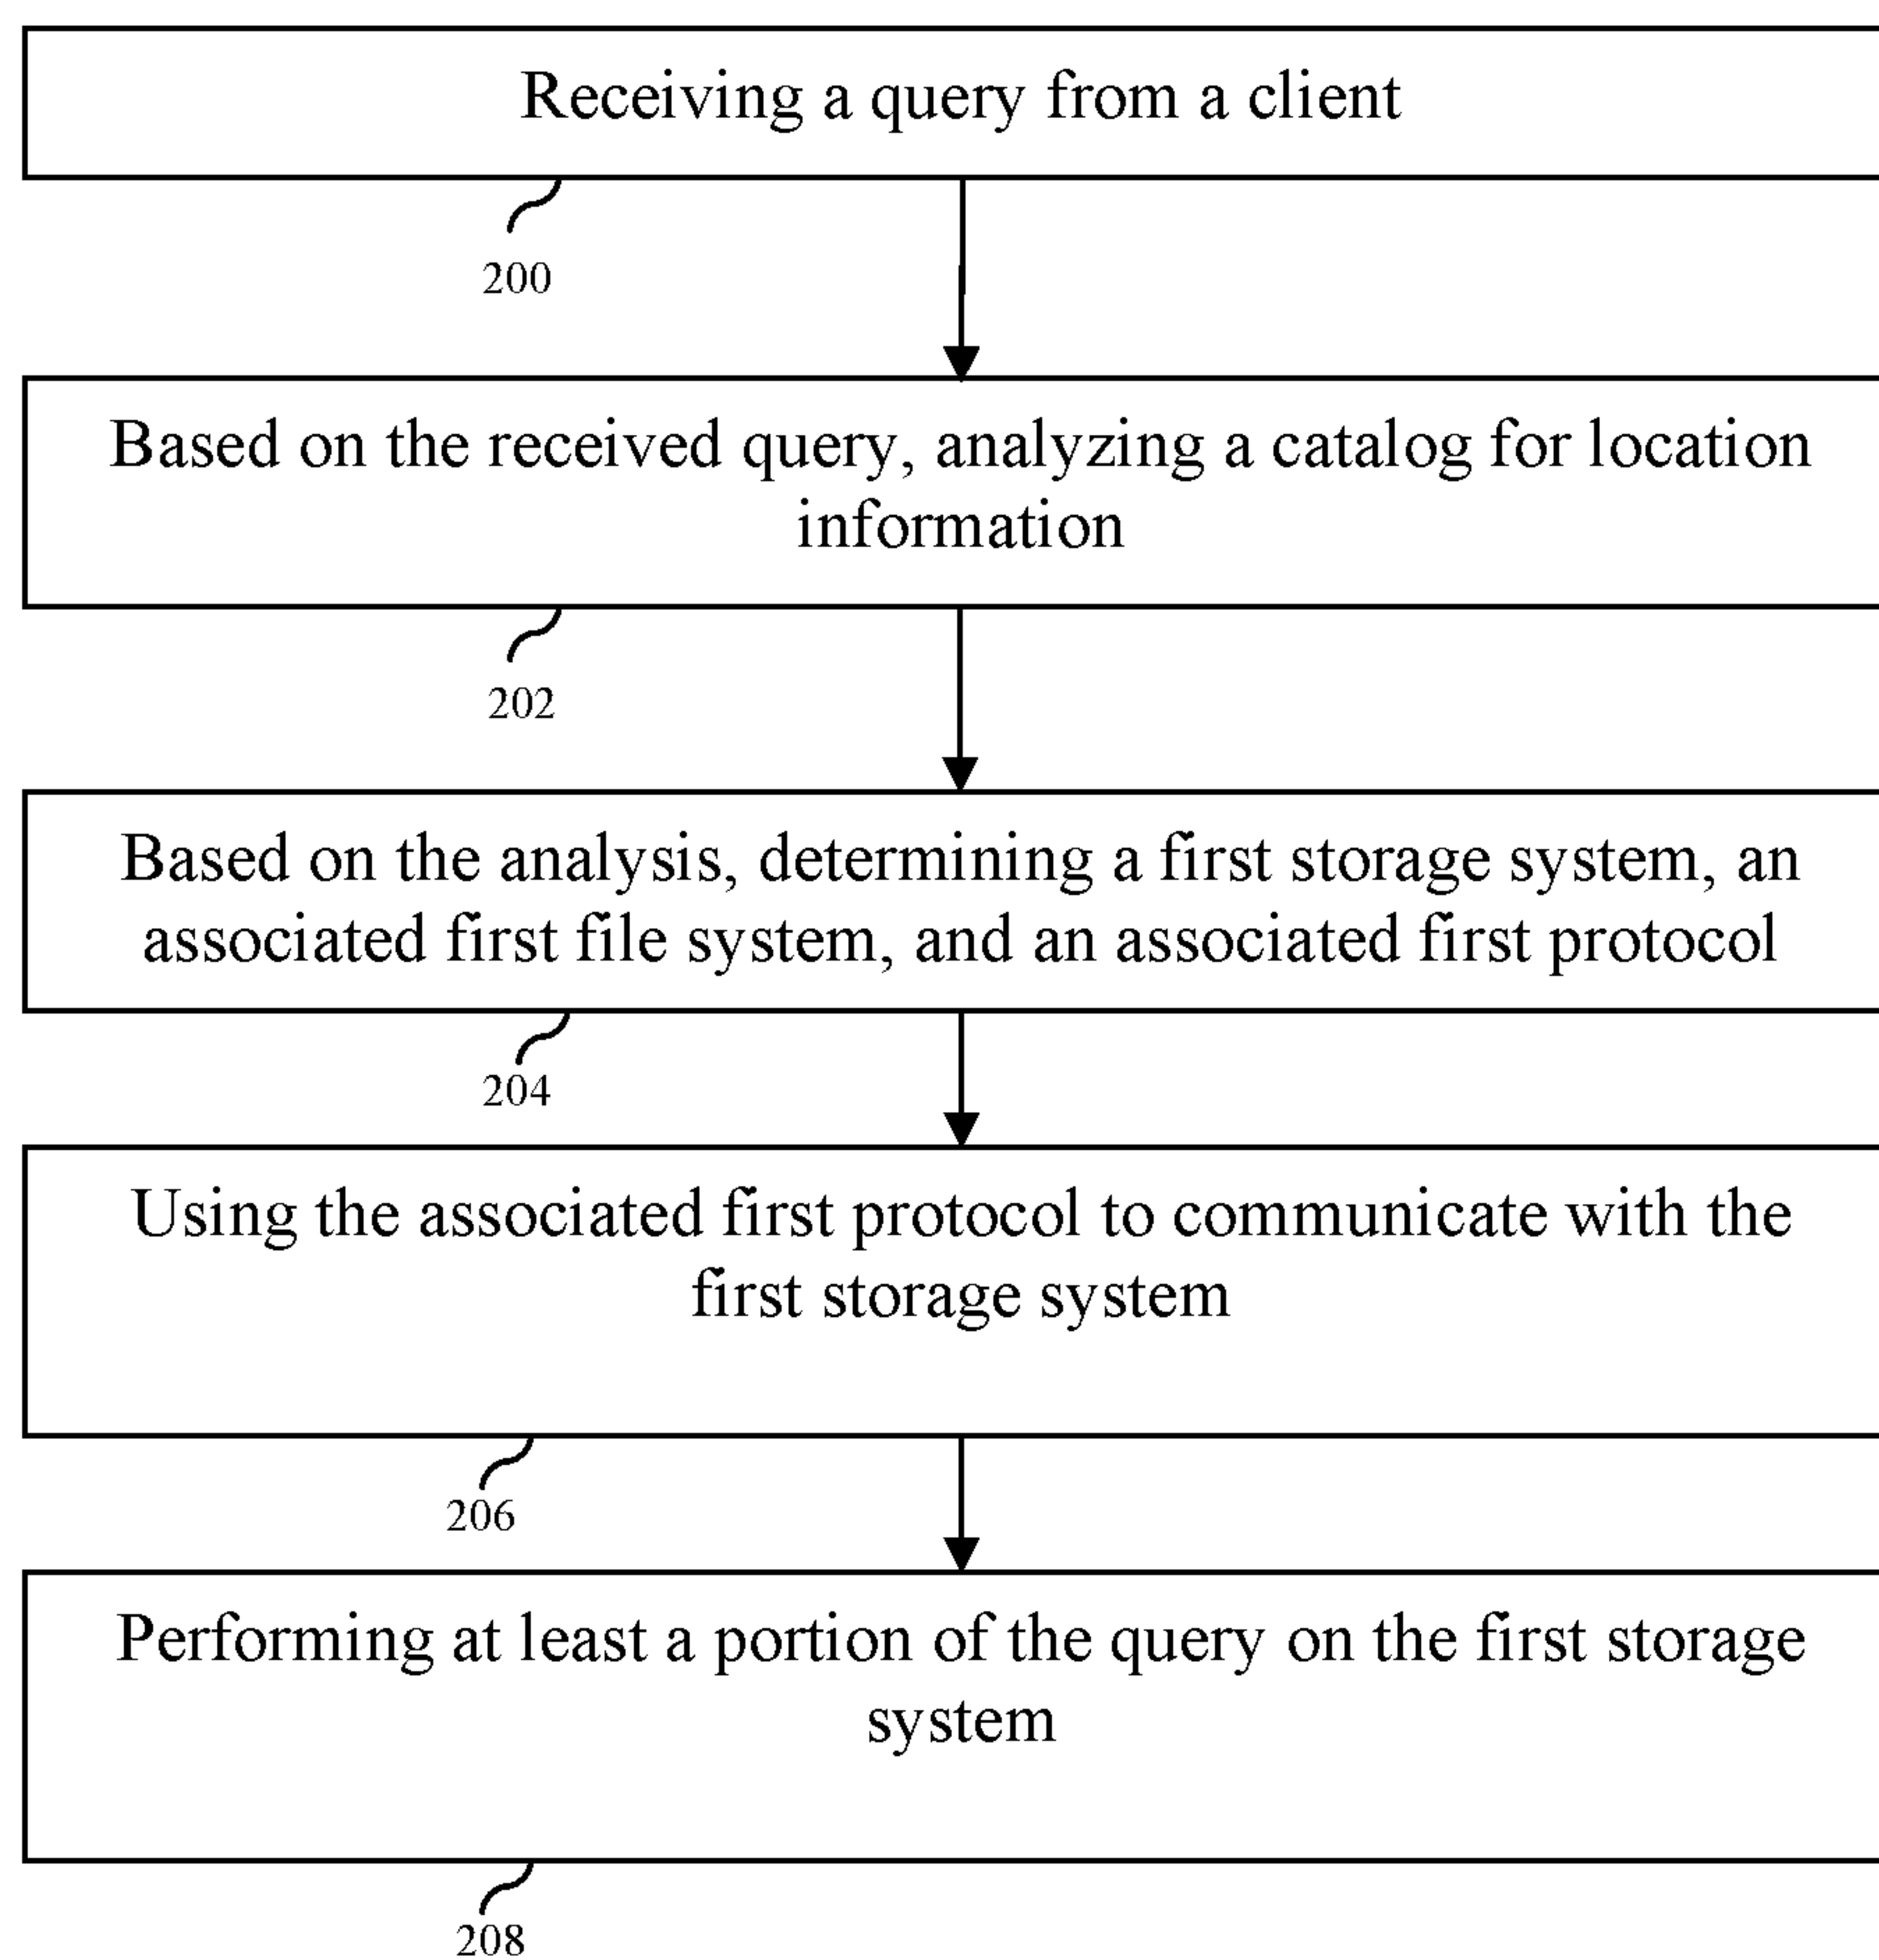 Receiving a query from a client
200
Based on the received query, analyzing a catalog for location
information
202
Based on the analysis, determining a first storage system, an
associated first file system, and an associated first protocol
204
Using the associated first protocol to communicate with the
first storage system
206
Performing at least a portion of the query on the first storage
system
208